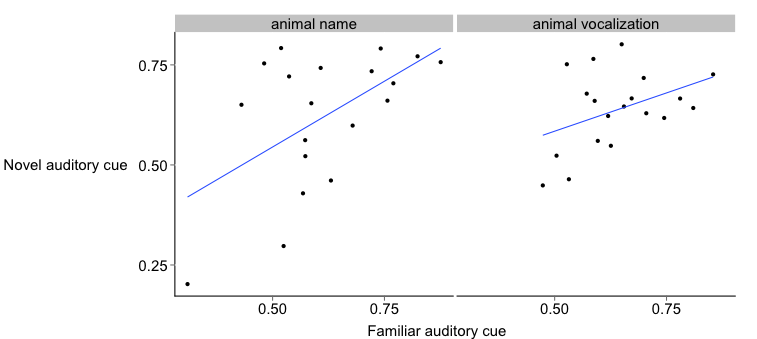 animal name
animal vocalization
0.75
Novel auditory cue
0.50
0.25
0.50
0.75
0.50
0.75
Familiar auditory cue